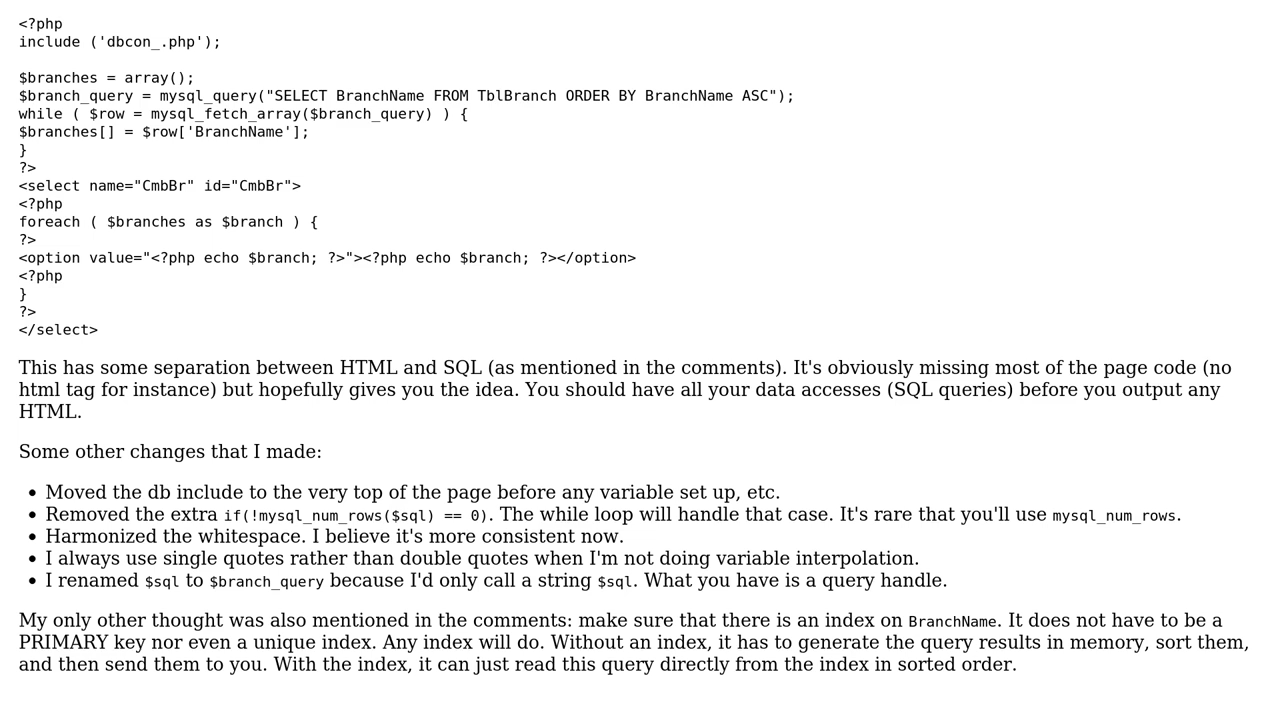 <?php
include ('dbcon_.php');

$branches = array();
$branch_query = mysql_query("SELECT BranchName FROM TblBranch ORDER BY BranchName ASC");
while ( $row = mysql_fetch_array($branch_query) ) {
$branches[] = $row['BranchName'];
}
?>
<select name="CmbBr" id="CmbBr">
<?php
foreach ( $branches as $branch ) {
?>
<option value="<?php echo $branch; ?>"><?php echo $branch; ?></option>
<?php
}
?>
</select>
This has some separation between HTML and SQL (as mentioned in the comments). It's obviously missing most of the page code (no
html tag for instance) but hopefully gives you the idea. You should have all your data accesses (SQL queries) before you output any
HTML.
Some other changes that I made:
• Moved the db include to the very top of the page before any variable set up, etc.
• Removed the extra if(!mysql_num_rows($sql) == 0). The while loop will handle that case. It's rare that you'll use mysql_num_rows.
• Harmonized the whitespace. I believe it's more consistent now.
• I always use single quotes rather than double quotes when I'm not doing variable interpolation.
• I renamed $sql to $branch_query because I'd only call a string $sql. What you have is a query handle.
My only other thought was also mentioned in the comments: make sure that there is an index on BranchName. It does not have to be a
PRIMARY key nor even a unique index. Any index will do. Without an index, it has to generate the query results in memory, sort them,
and then send them to you. With the index, it can just read this query directly from the index in sorted order.